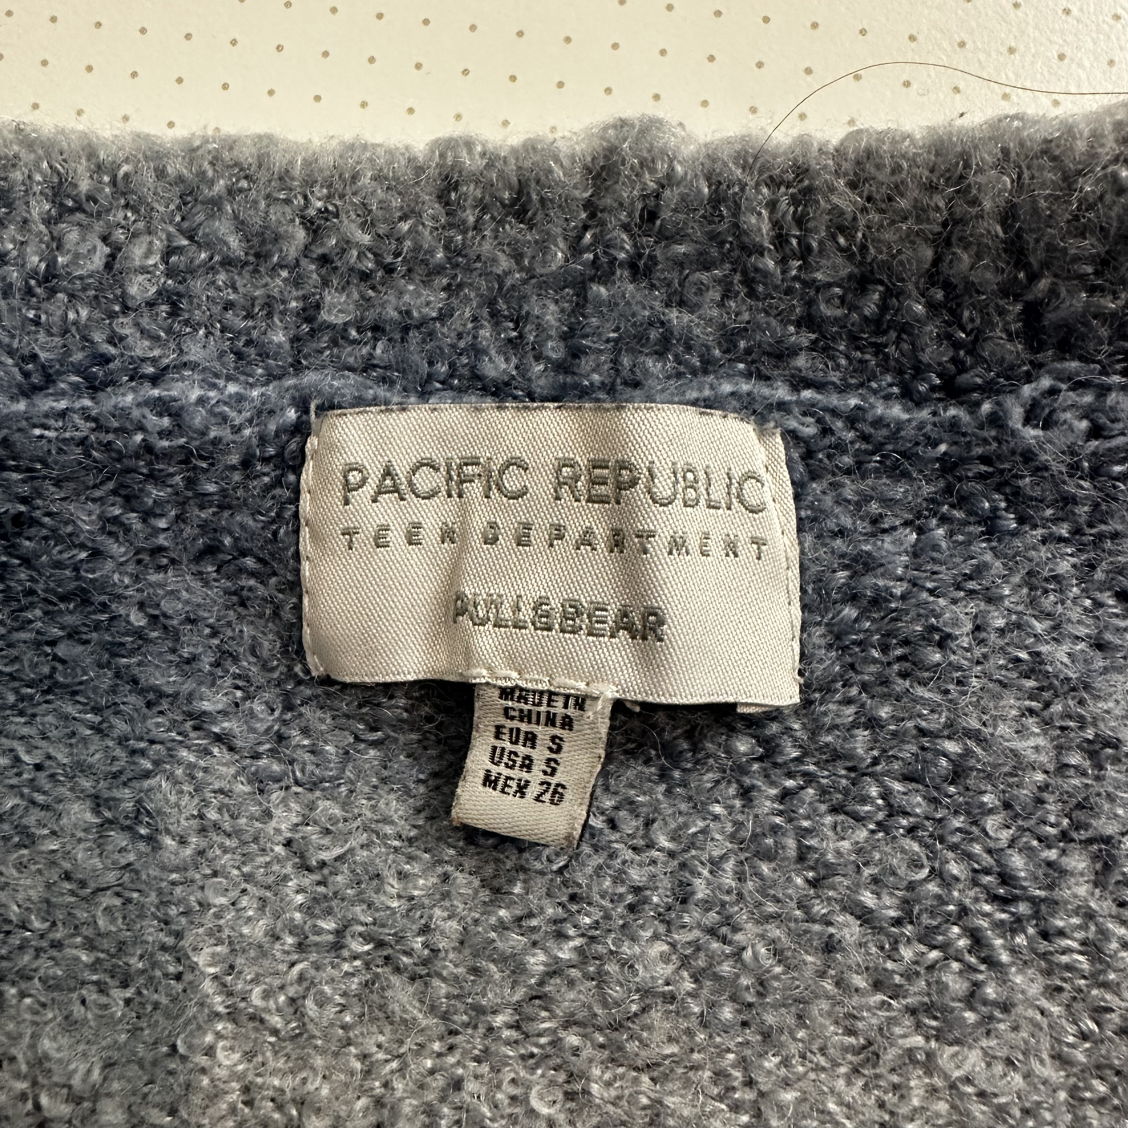 PACIFIC REPUBLIC
TEEN DEPARTMENT
PULL&BEAR
MADE IN
CHINA
EUR S
USA S
MEX 26